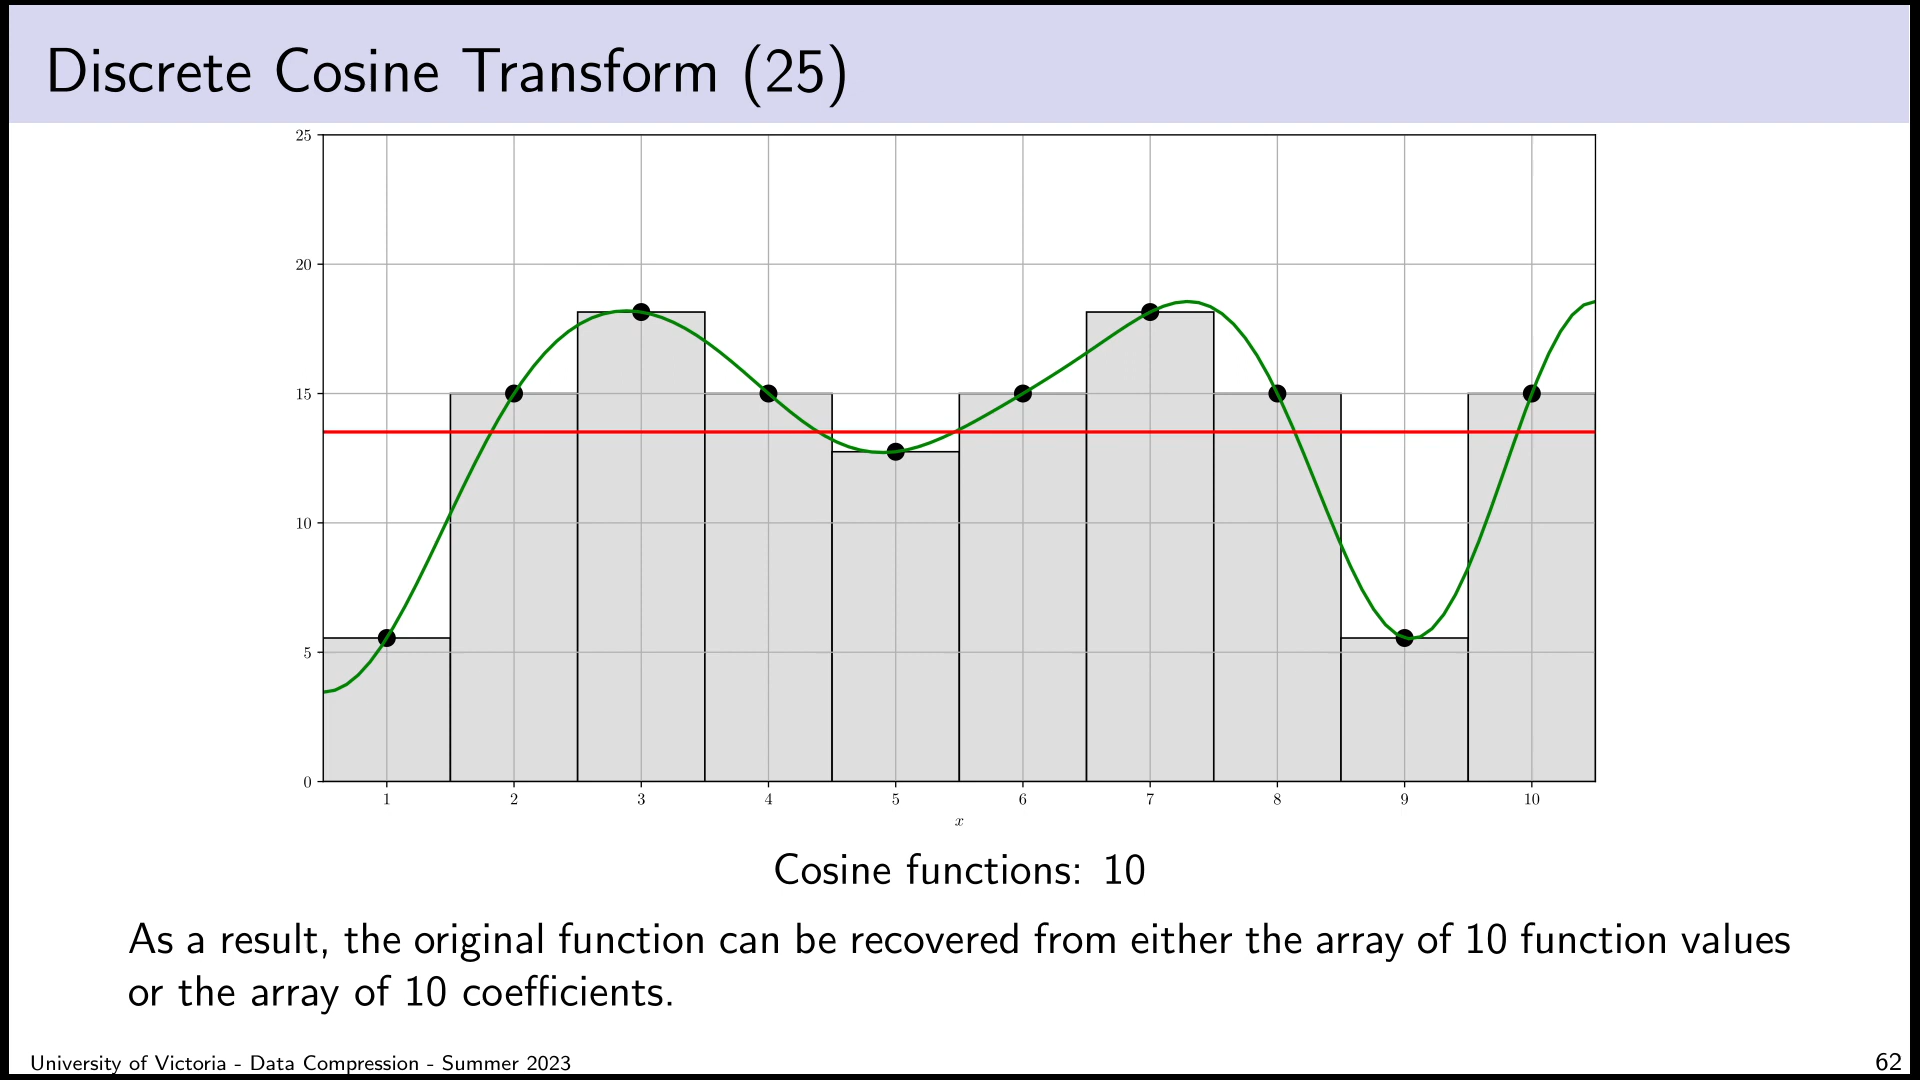 Discrete Cosine Transform (25)
25
20
15
10
5
0
1 2 3 4 5 6 7 8 9 10
x
Cosine functions: 10
As a result, the original function can be recovered from either the array of 10 function values
or the array of 10 coefficients.
University of Victoria - Data Compression - Summer 2023 62